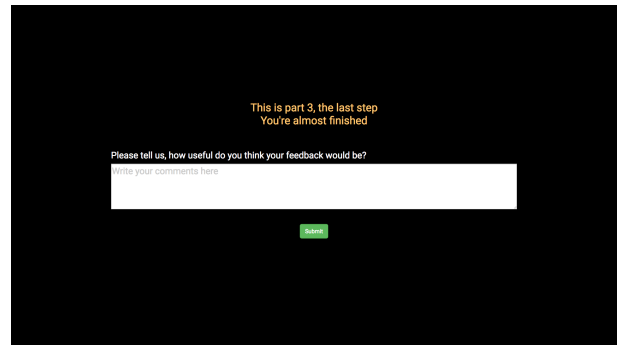 This is part 3, the last step
You're almost finished
Please tell us, how useful do you think your feedback would be?
Write your comments here
Submit